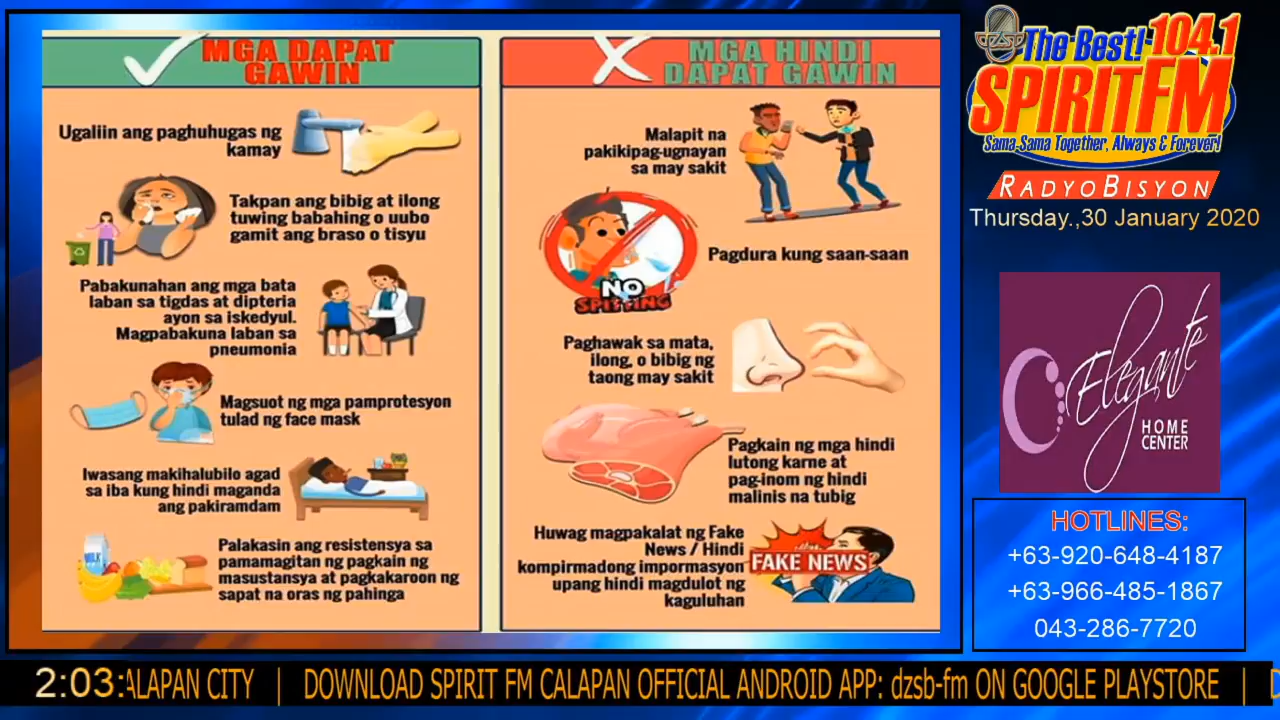 MGA DAPAT
GAWIN
Ugaliin ang paghuhugas ng
kamay
Takpan ang bibig at ilong
tuwing babahing o uubo
gamit ang braso o tisyu
Pabakunahan ang mga bata
laban sa tigdas at dipteria
ayon sa iskedyul.
Magpabakuna laban sa
pneumonia
Magsuot ng mga pamprotesyon
tulad ng face mask
Iwasang makihalubilo agad
sa iba kung hindi maganda
ang pakiramdam
MILK
Palakasin ang resistensya sa
pamamagitan ng pagkain ng
masustansya at pagkakaroon ng
sapat na oras ng pahinga
MGA HINDI
DAPAT GAWIN
Malapit na
pakikipag-ugnayan
sa may sakit
NO
SPITTING
Pagdura kung saan-saan
Paghawak sa mata,
ilong, o bibig ng
taong may sakit
Pagkain ng mga hindi
lutong karne at
pag-inom ng hindi
malinis na tubig
Huwag magpakalat ng Fake
News / Hindi
kompirmadong impormasyon
upang hindi magdulot ng
kaguluhan
FAKE NEWS
dzsb
The Best! 104.1
SPIRIT FM
Sama-Sama Together, Always & Forever!
RADYOBISYON
Thursday.,30 January 2020
Elegante
HOME
CENTER
HOTLINES:
+63-920-648-4187
+63-966-485-1867
043-286-7720
2:03: ALAPAN CITY | DOWNLOAD SPIRIT FM CALAPAN OFFICIAL ANDROID APP: dzsb-fm ON GOOGLE PLAYSTORE |